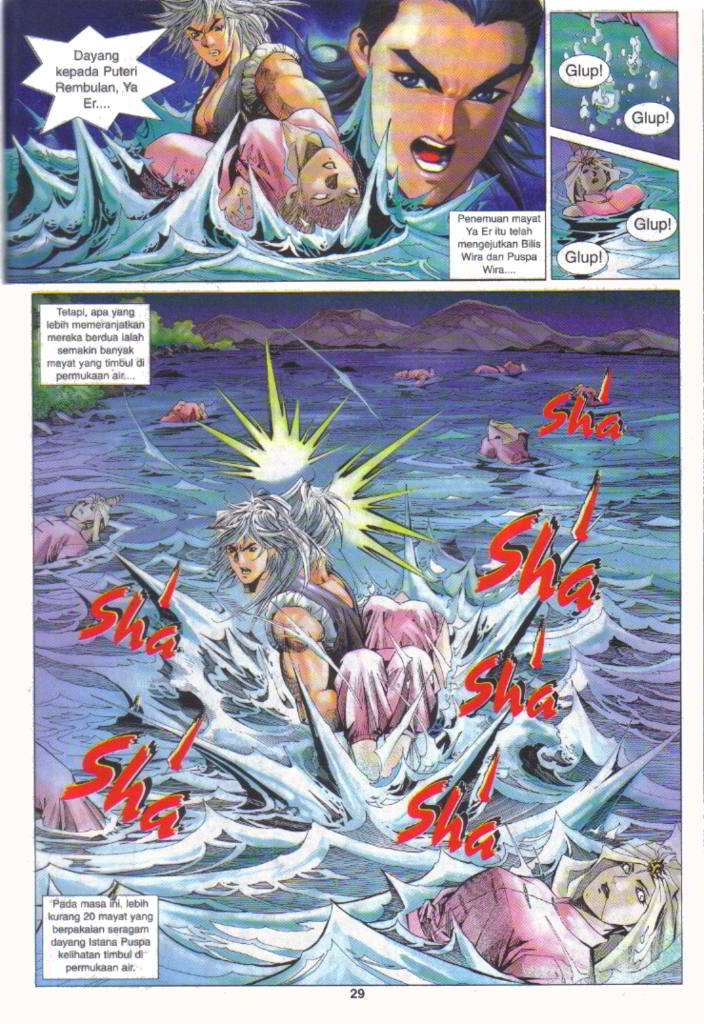 Dayang
kepada Puteri
Rembulan, Ya
Er....
Penemuan mayat
Ya Er itu telah
mengejutkan Bilis
Wira dan Puspa
Wira....
Glup!
Glup!
Glup!
Glup!
Tetapi, apa yang
lebih memeranjatkan
mereka berdua ialah
semakin banyak
mayat yang timbul di
permukaan air....
Sha!
Sha!
Sha!
Sha!
Sha!
Sha!
Pada masa ini, lebih
kurang 20 mayat yang
berpakaian seragam
dayang Istana Puspa
kelihatan timbul di
permukaan air.
29